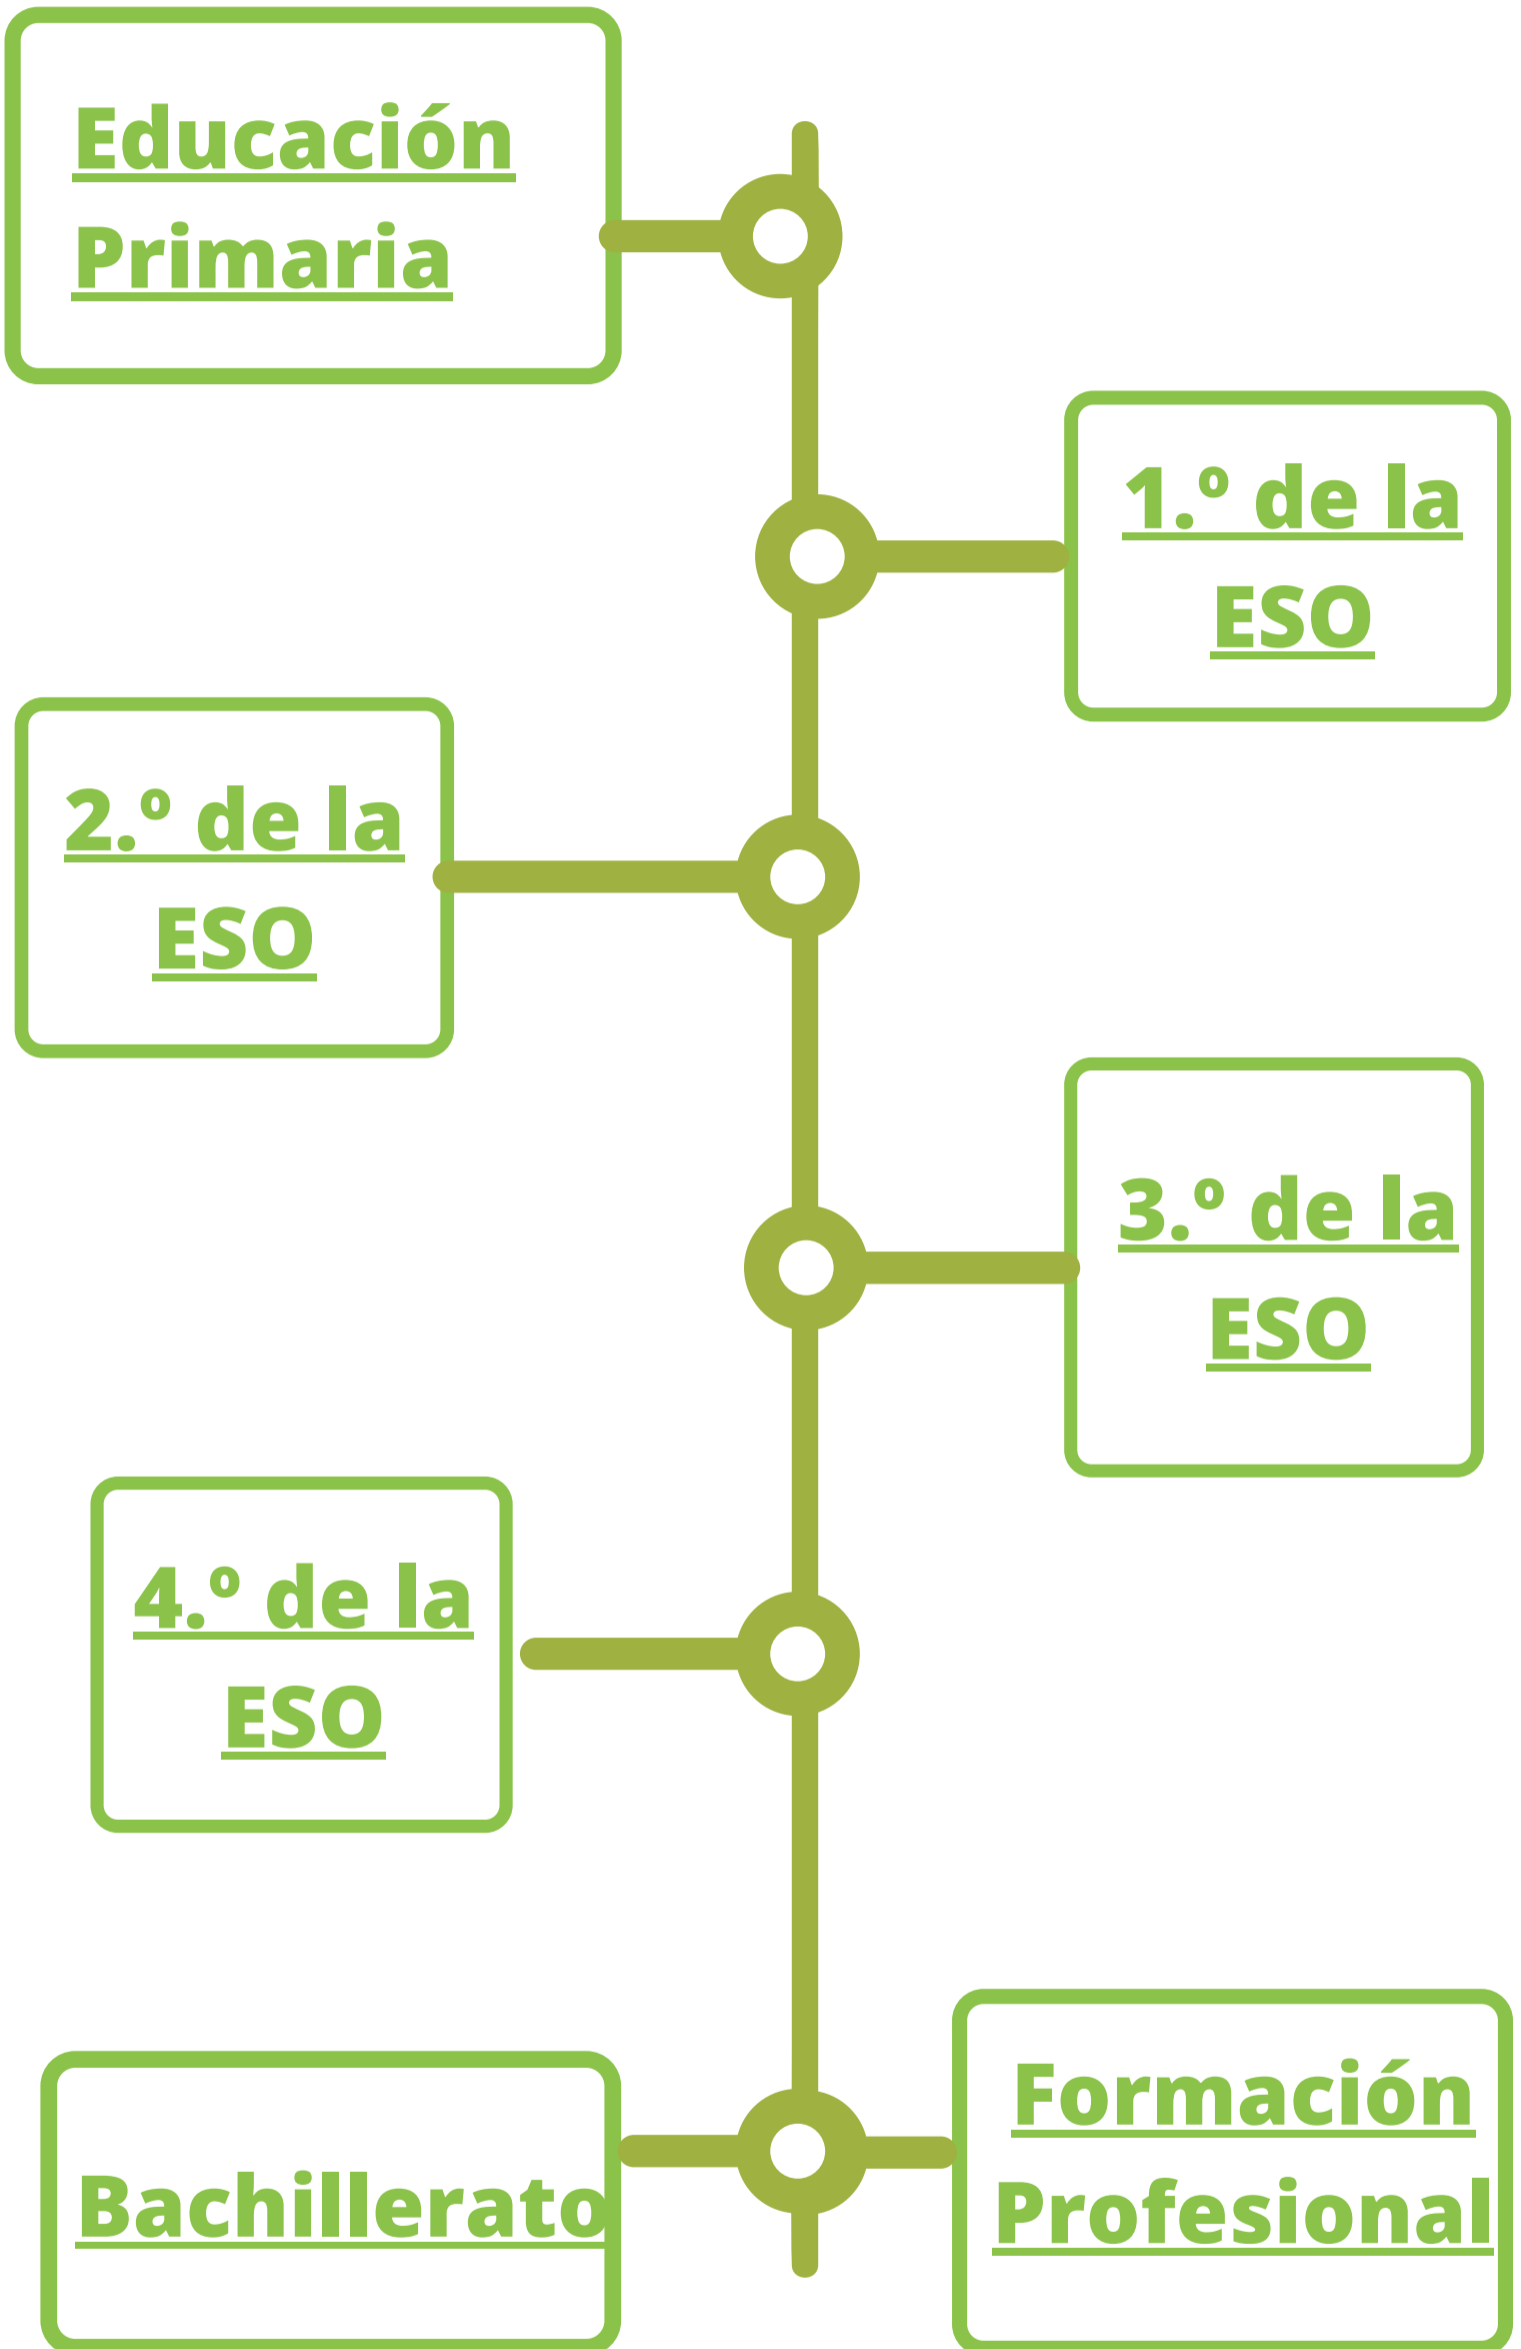 Educación
Primaria
1.º de la
ESO
2.º de la
ESO
3.º de la
ESO
4.º de la
ESO
Bachillerato
Formación
Profesional